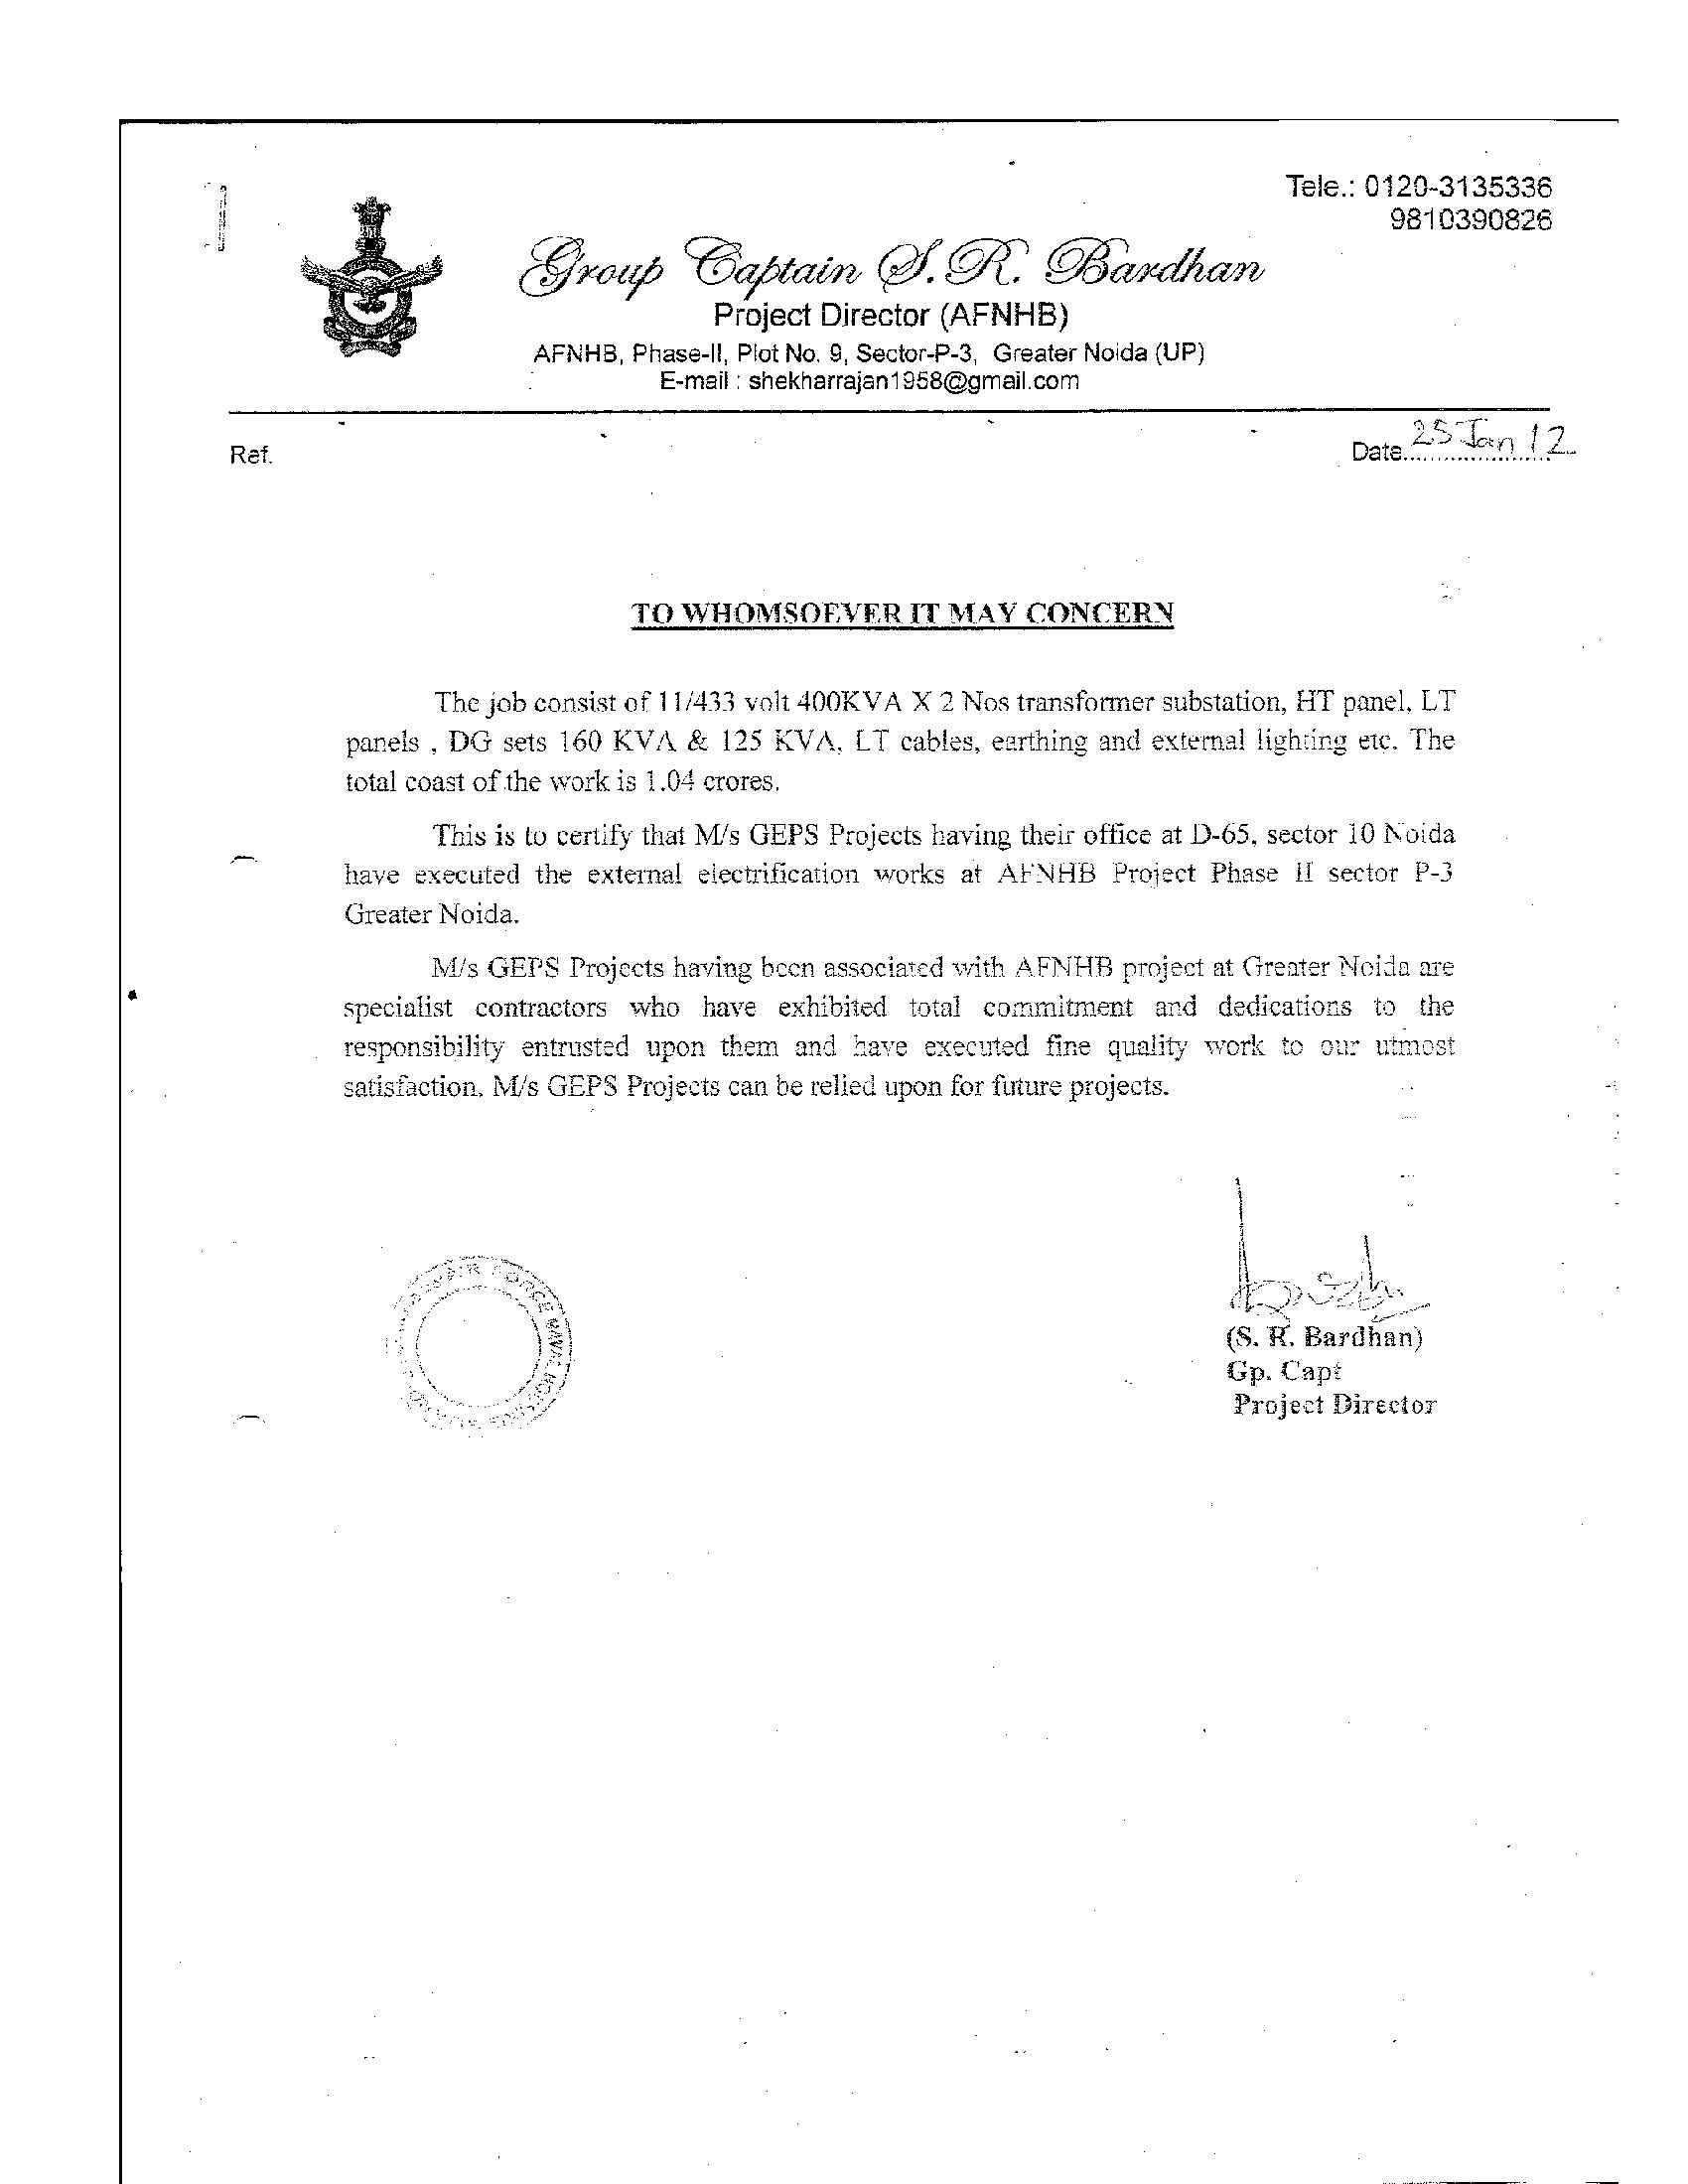 Tele.: 0120-3135336
9810390826
Group Captain S. R. Bardhan
Project Director (AFNHB)
AFNHB, Phase-II, Plot No. 9, Sector-P-3, Greater Noida (UP)
E-mail : shekharrajan1958@gmail.com
Ref.
Date 25 Jan 12
TO WHOMSOEVER IT MAY CONCERN
The job consist of 11/433 volt 400KVA X 2 Nos transformer substation, HT panel, LT
panels , DG sets 160 KVA & 125 KVA, LT cables, earthing and external lighting etc. The
total coast of the work is 1.04 crores.
This is to certify that M/s GEPS Projects having their office at D-65, sector 10 Noida
have executed the external electrification works at AFNHB Project Phase II sector P-3
Greater Noida.
M/s GEPS Projects having been associated with AFNHB project at Greater Noida are
specialist contractors who have exhibited total commitment and dedications to the
responsibility entrusted upon them and have executed fine quality work to our utmost
satisfaction, M/s GEPS Projects can be relied upon for future projects.
AIR FORCE NAVAL HOUSING
(S. R. Bardhan)
Gp. Capt
Project Director